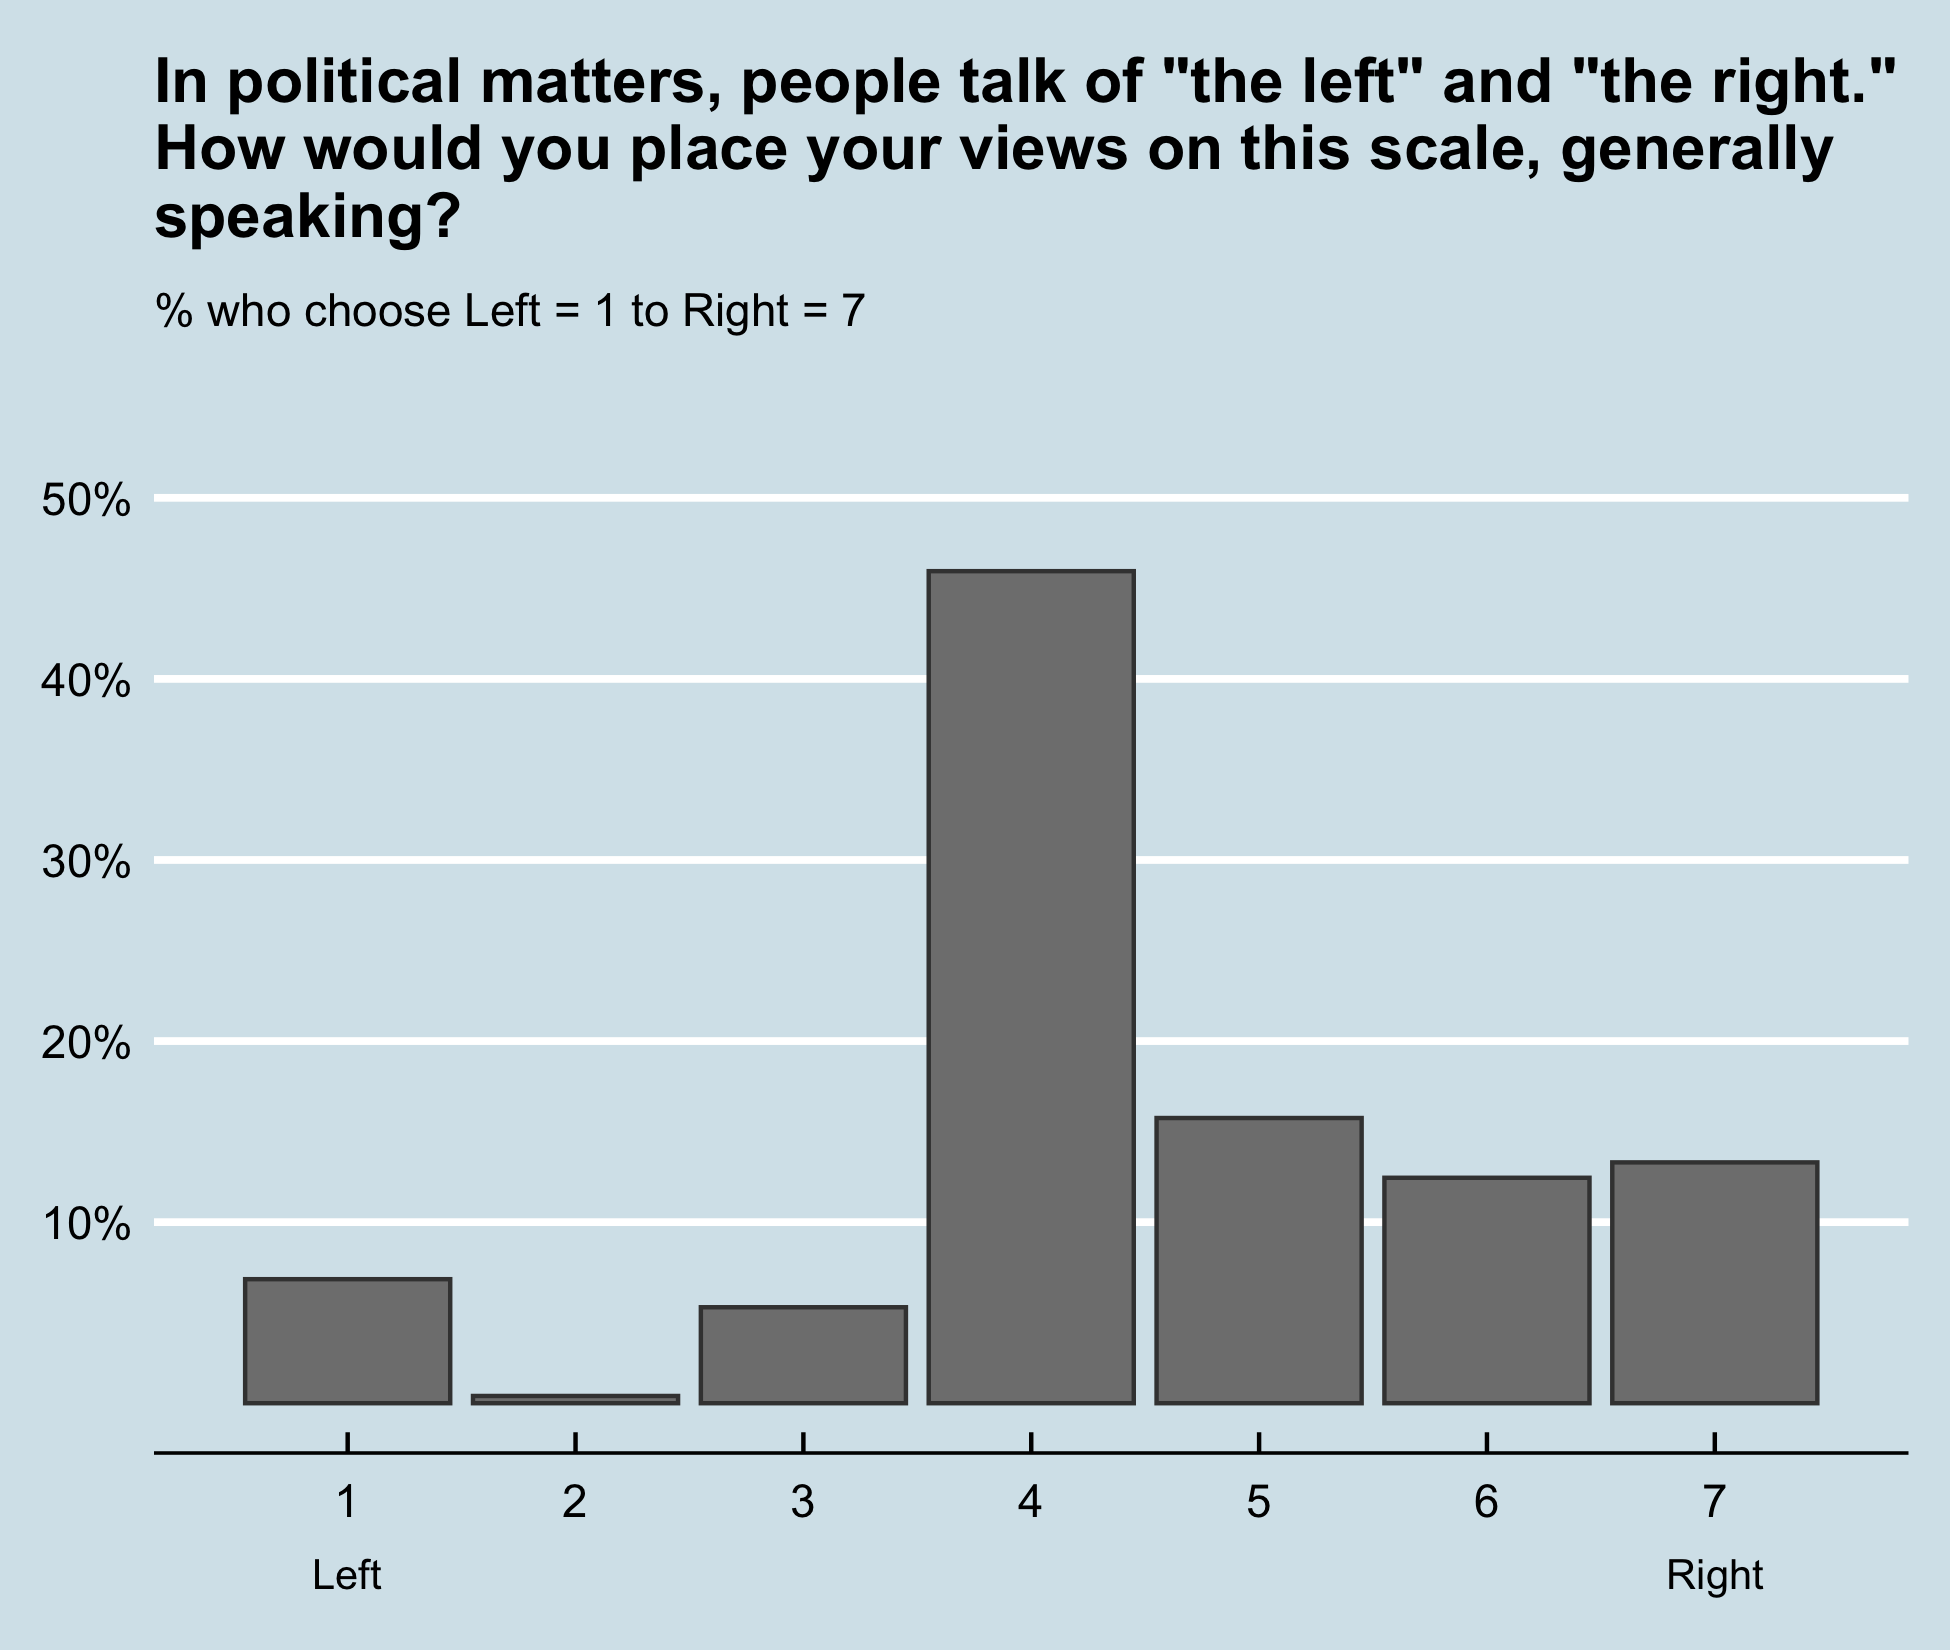 In political matters, people talk of "the left" and "the right."
How would you place your views on this scale, generally
speaking?
% who choose Left = 1 to Right = 7
50%
40%
30%
20%
10%
1 2 3 4 5 6 7
Left Right